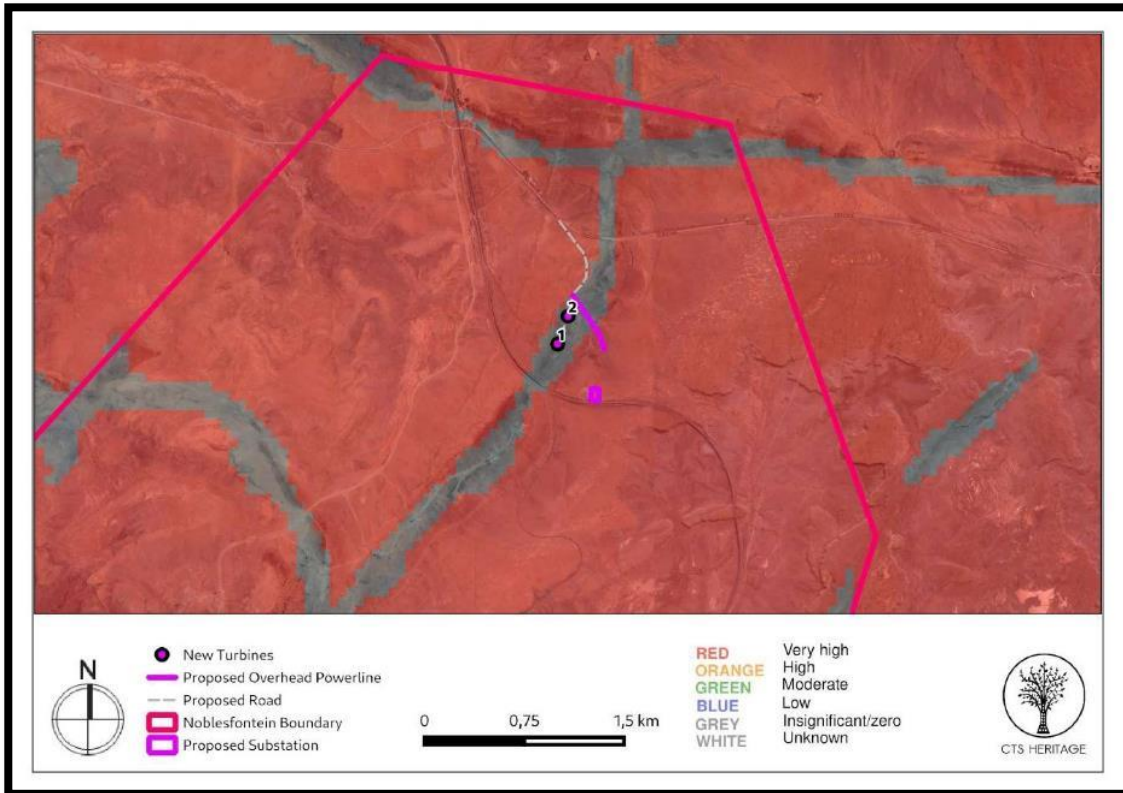 2
1
N
New Turbines
Proposed Overhead Powerline
Proposed Road
Noblesfontein Boundary
Proposed Substation
0 0,75 1,5 km
RED Very high
ORANGE High
GREEN Moderate
BLUE Low
GREY Insignificant/zero
WHITE Unknown
CTS HERITAGE